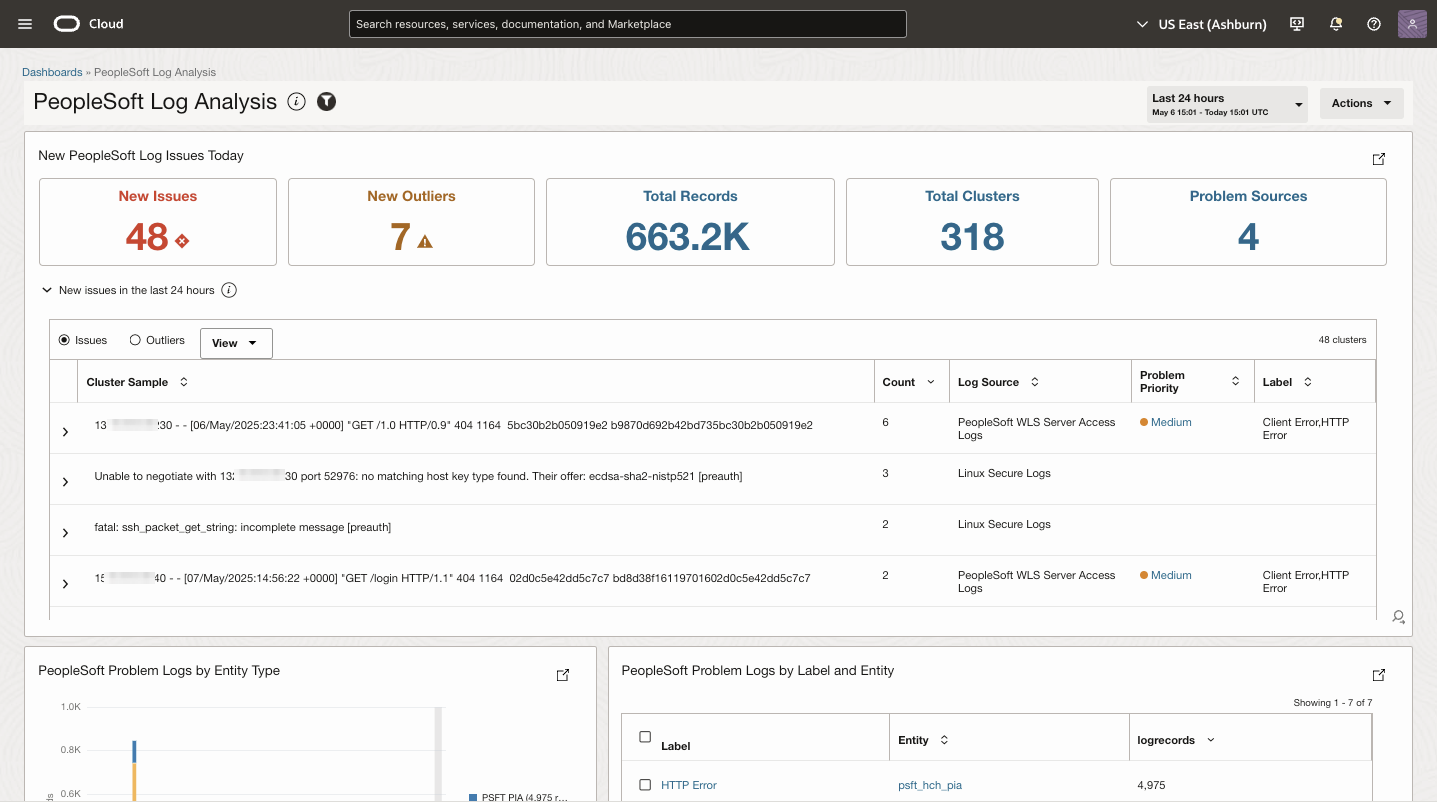 Cloud
Search resources, services, documentation, and Marketplace
US East (Ashburn)
Dashboards » PeopleSoft Log Analysis
PeopleSoft Log Analysis
Last 24 hours
May 6 15:01 - Today 15:01 UTC
Actions
New PeopleSoft Log Issues Today
New Issues
48
New Outliers
7
Total Records
663.2K
Total Clusters
318
Problem Sources
4
New issues in the last 24 hours
Issues
Outliers
View
48 clusters
Cluster Sample
Count
Log Source
Problem
Priority
Label
13 30 - - [06/May/2025:23:41:05 +0000] "GET /1.0 HTTP/0.9" 404 1164 5bc30b2b050919e2 b9870d692b42bd735bc30b2b050919e2
6
PeopleSoft WLS Server Access
Logs
Medium
Client Error,HTTP
Error
Unable to negotiate with 13 30 port 52976: no matching host key type found. Their offer: ecdsa-sha2-nistp521 [preauth]
3
Linux Secure Logs
fatal: ssh_packet_get_string: incomplete message [preauth]
2
Linux Secure Logs
15 40 - - [07/May/2025:14:56:22 +0000] "GET /login HTTP/1.1" 404 1164 02d0c5e42dd5c7c7 bd8d38f16119701602d0c5e42dd5c7c7
2
PeopleSoft WLS Server Access
Logs
Medium
Client Error,HTTP
Error
PeopleSoft Problem Logs by Entity Type
1.0K
0.8K
0.6K
PSFT PIA (4,975 r...
PeopleSoft Problem Logs by Label and Entity
Showing 1 - 7 of 7
Label
Entity
logrecords
HTTP Error
psft_hch_pia
4,975